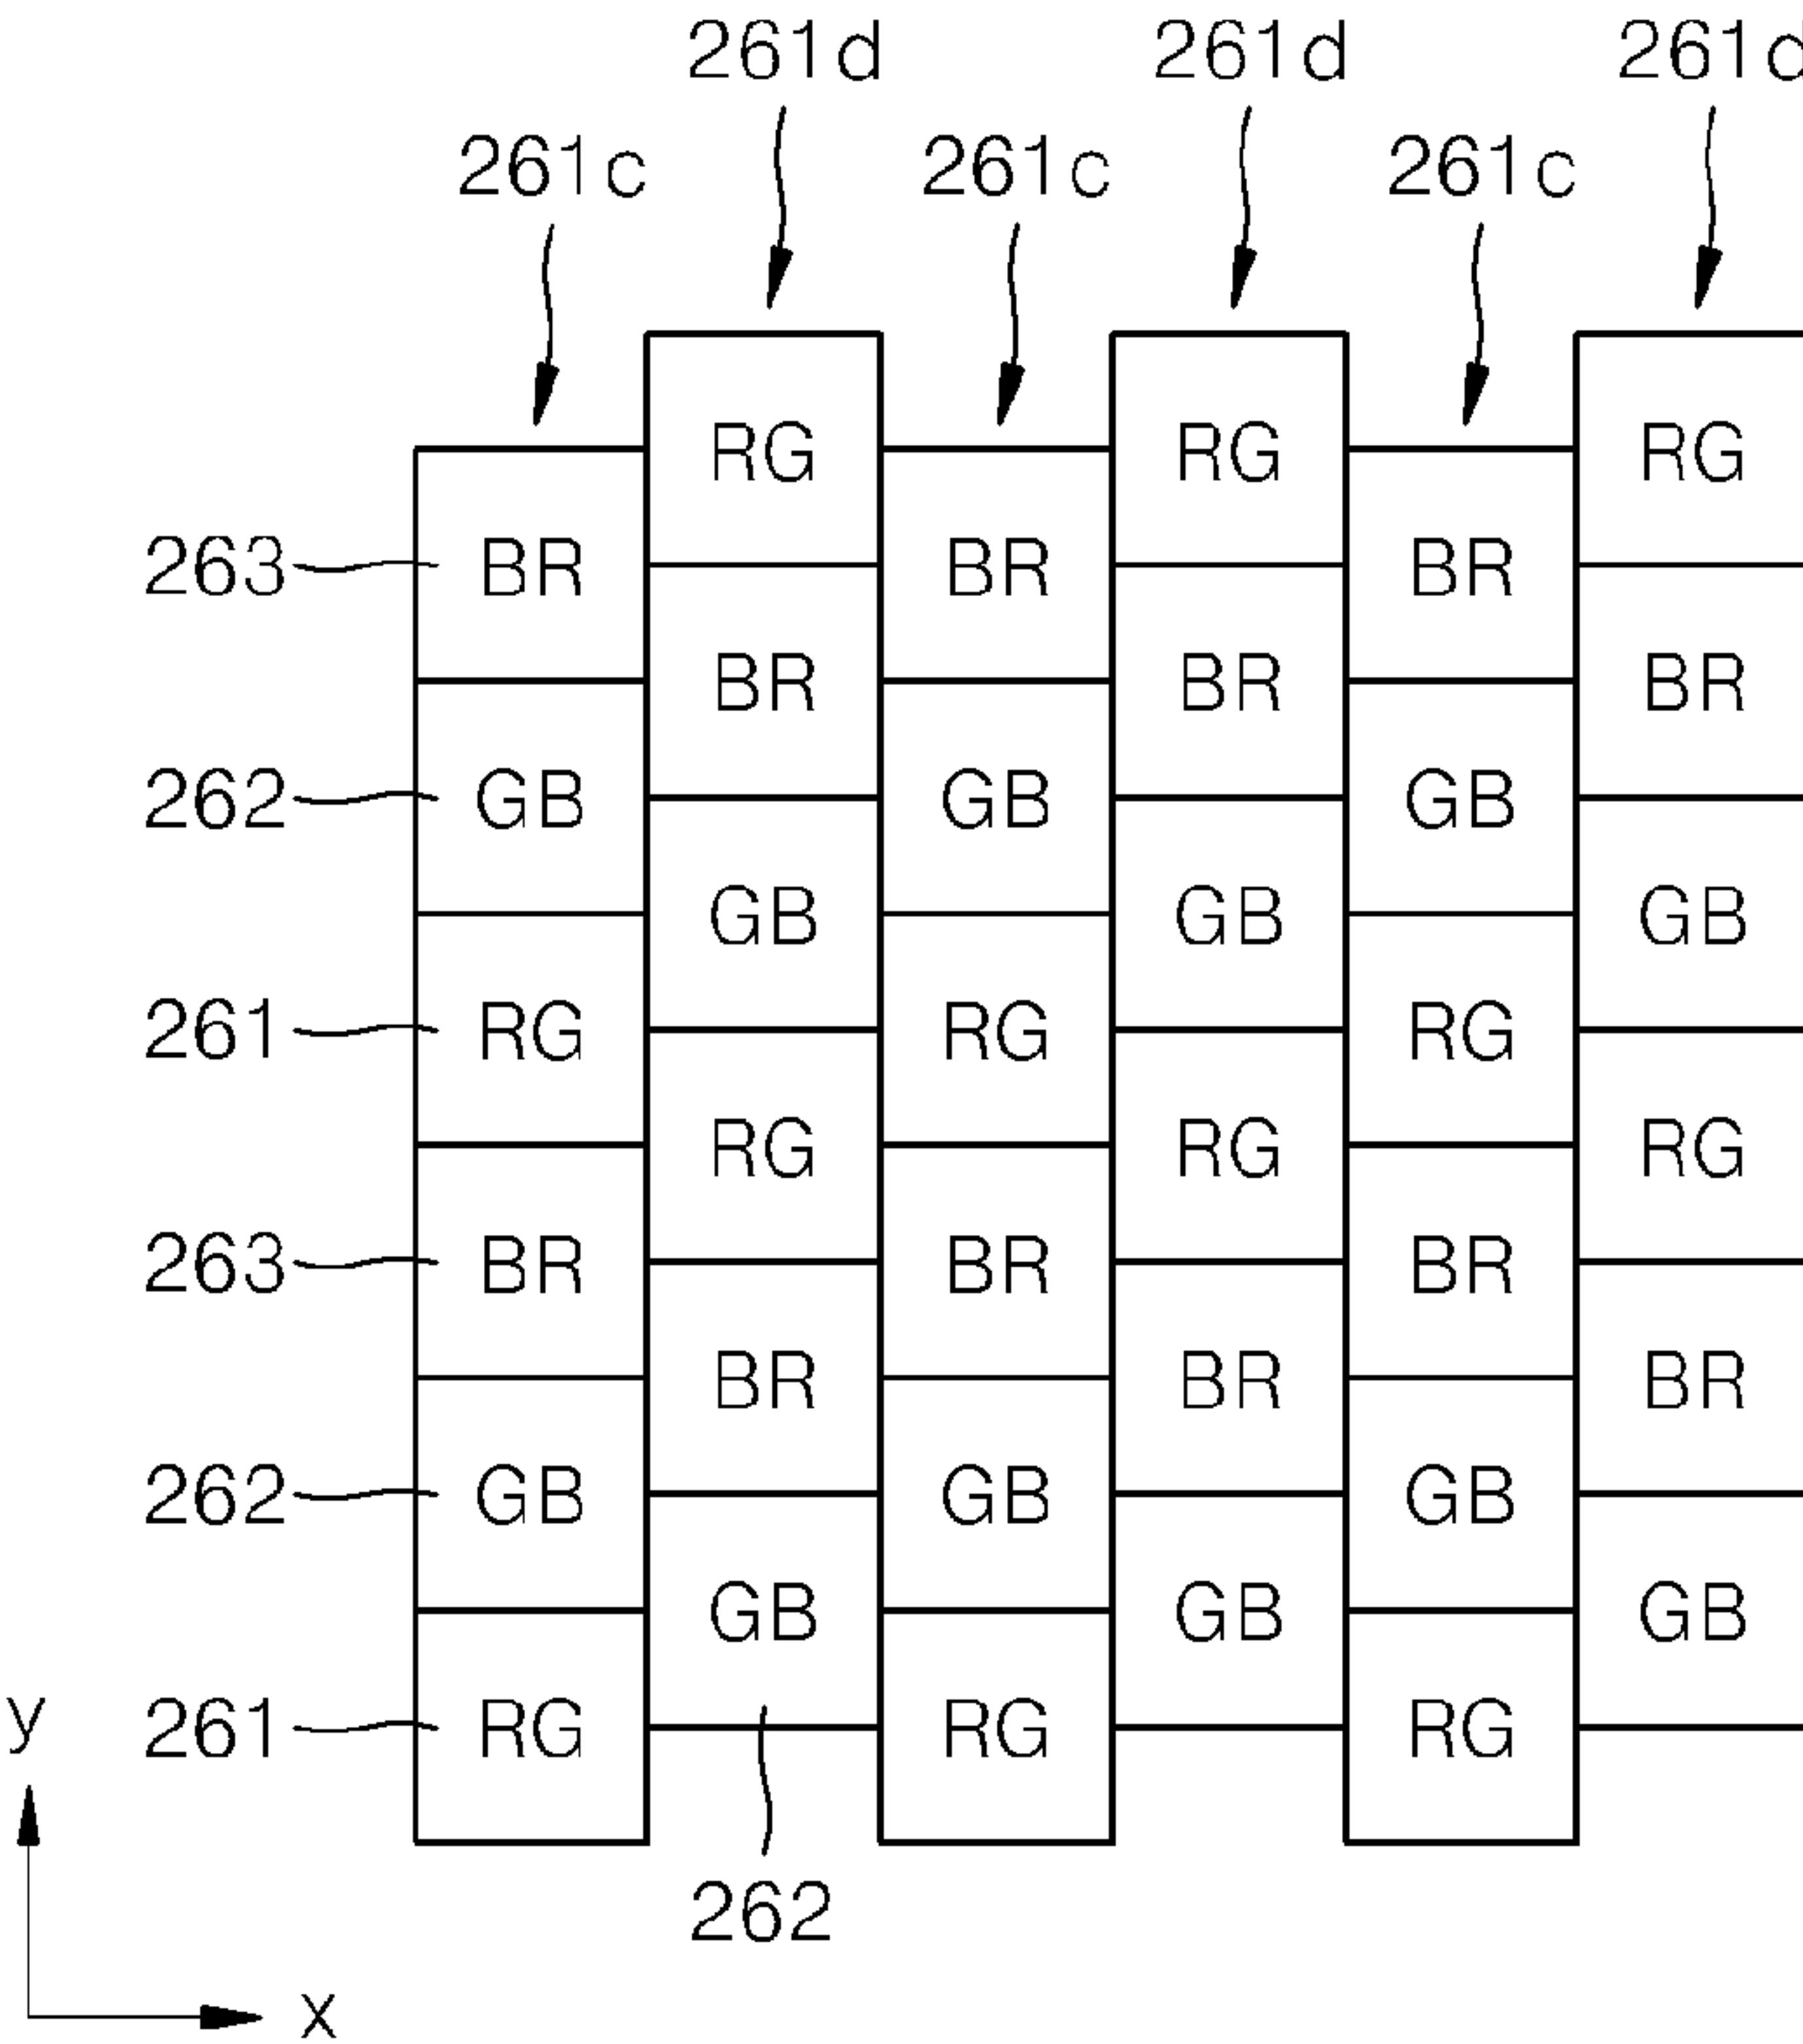 261d 261d 261d
261c 261c 261c
RG RG RG
263 BR BR BR
BR BR BR
262 GB GB GB
GB GB GB
261 RG RG RG
RG RG RG
263 BR BR BR
BR BR BR
262 GB GB GB
GB GB GB
y 261 RG RG RG
262
x